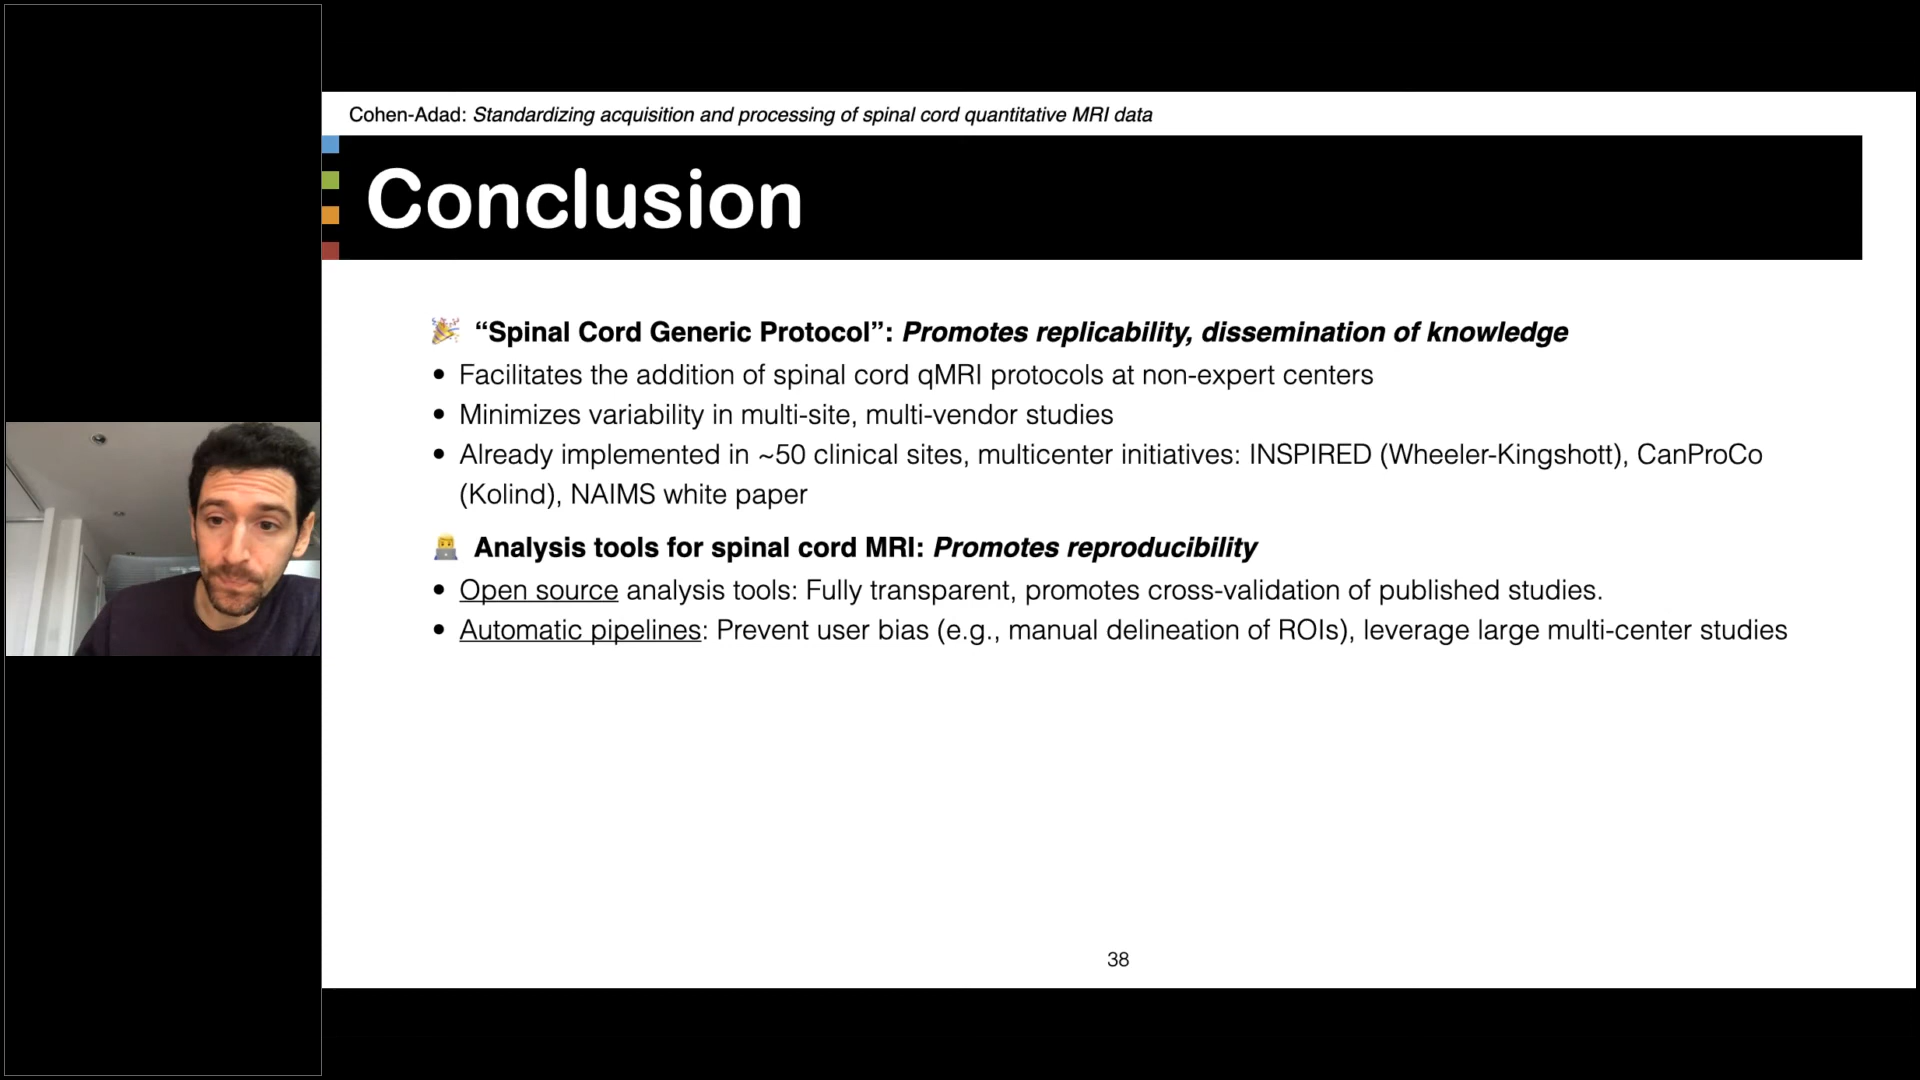 Cohen-Adad: Standardizing acquisition and processing of spinal cord quantitative MRI data
Conclusion
“Spinal Cord Generic Protocol”: Promotes replicability, dissemination of knowledge
• Facilitates the addition of spinal cord qMRI protocols at non-expert centers
• Minimizes variability in multi-site, multi-vendor studies
• Already implemented in ~50 clinical sites, multicenter initiatives: INSPIRED (Wheeler-Kingshott), CanProCo
(Kolind), NAIMS white paper
Analysis tools for spinal cord MRI: Promotes reproducibility
• Open source analysis tools: Fully transparent, promotes cross-validation of published studies.
• Automatic pipelines: Prevent user bias (e.g., manual delineation of ROIs), leverage large multi-center studies
38